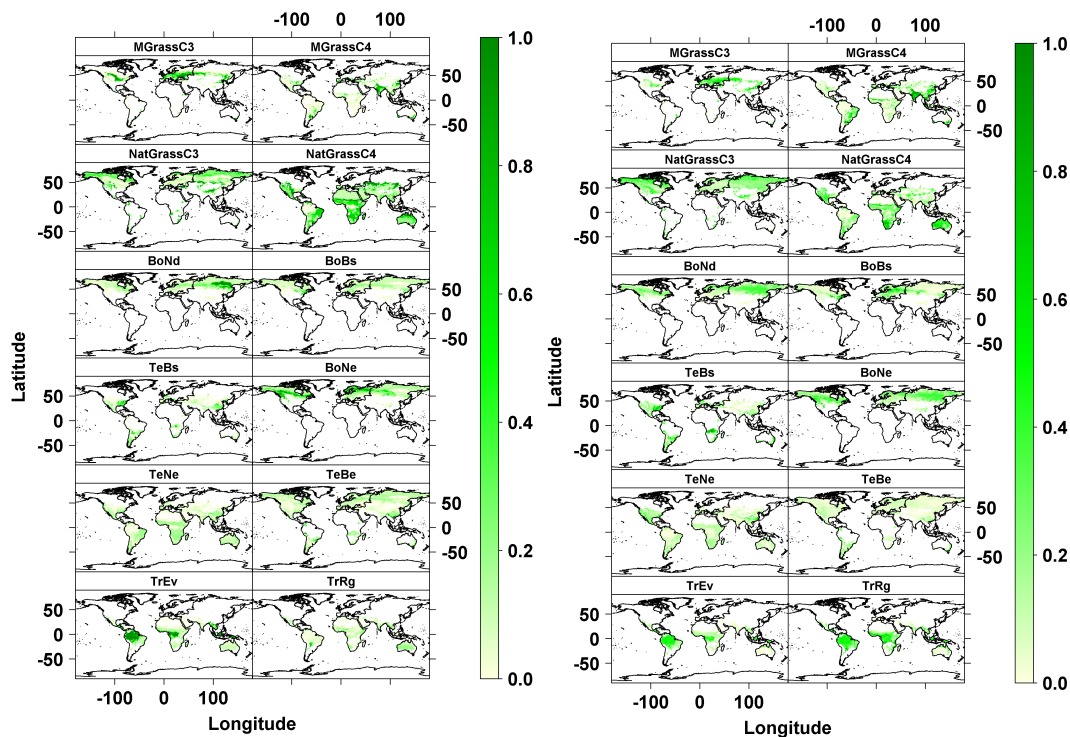 -100 0 100
MGrassC3 MGrassC4
50
0
-50
NatGrassC3 NatGrassC4
50
0
-50
BoNd BoBs
50
0
-50
TeBs BoNe
50
0
-50
TeNe TeBe
50
0
-50
TrEv TrRg
50
0
-50
-100 0 100
Longitude
Latitude
1.0
0.8
0.6
0.4
0.2
0.0
-100 0 100
MGrassC3 MGrassC4
50
0
-50
NatGrassC3 NatGrassC4
50
0
-50
BoNd BoBs
50
0
-50
TeBs BoNe
50
0
-50
TeNe TeBe
50
0
-50
TrEv TrRg
50
0
-50
-100 0 100
Longitude
Latitude
1.0
0.8
0.6
0.4
0.2
0.0